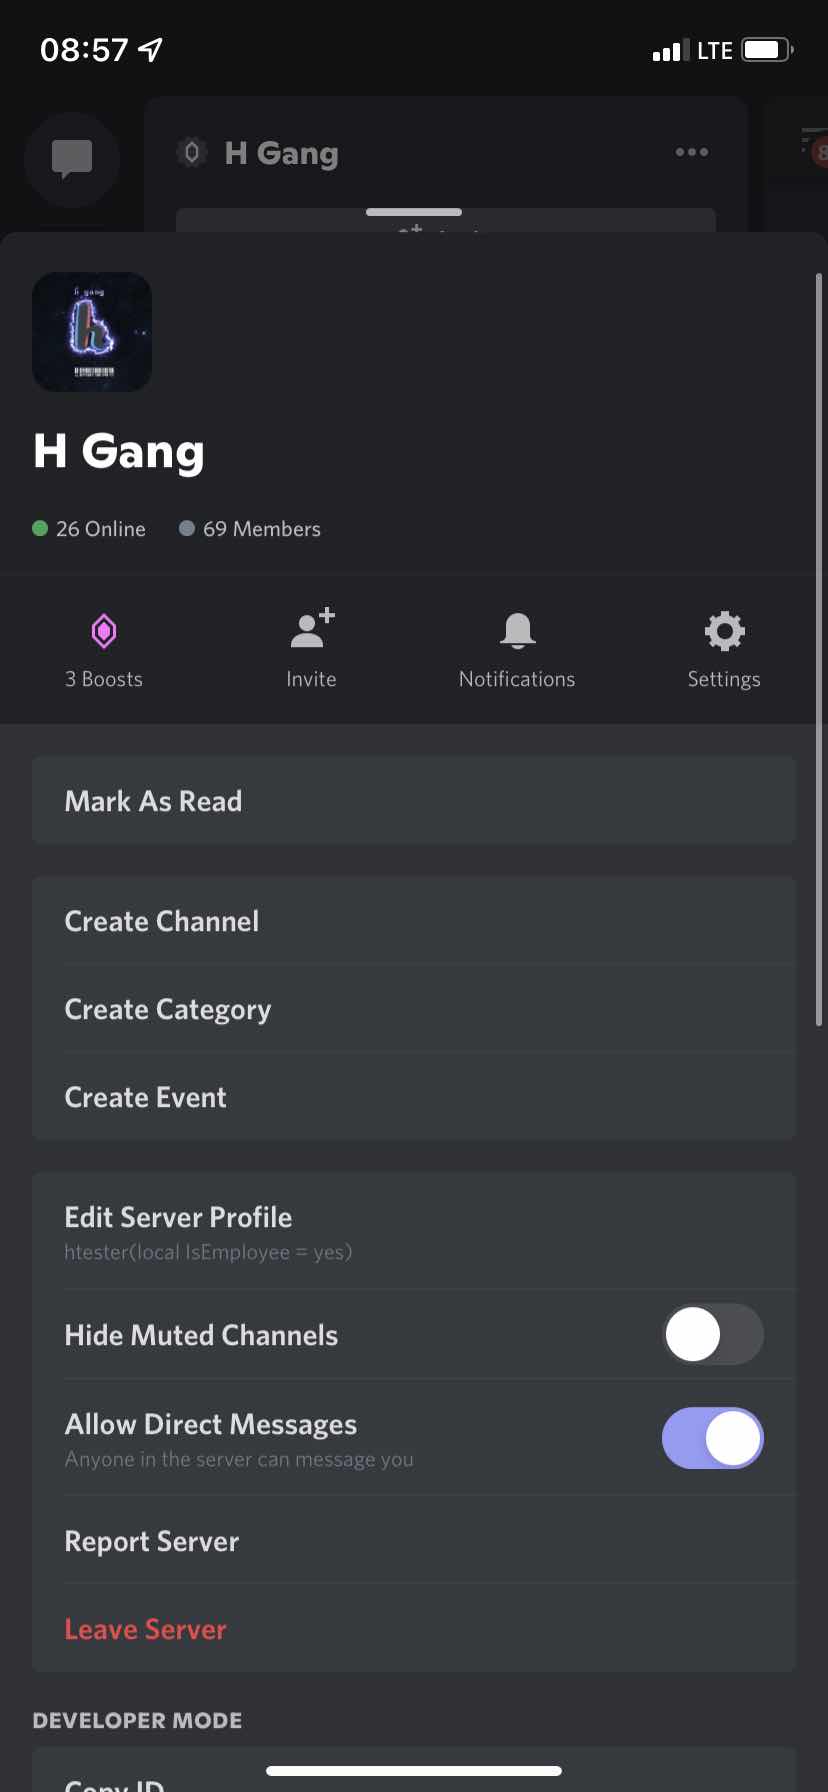 08:57
LTE
H Gang
8
h gang
h
H Gang
26 Online
69 Members
3 Boosts
Invite
Notifications
Settings
Mark As Read
Create Channel
Create Category
Create Event
Edit Server Profile
htester(local IsEmployee = yes)
Hide Muted Channels
Allow Direct Messages
Anyone in the server can message you
Report Server
Leave Server
DEVELOPER MODE
Copy ID